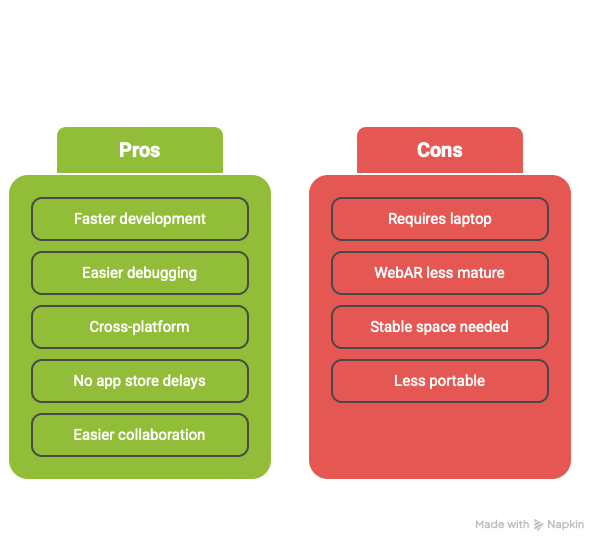 Pros
Faster development
Easier debugging
Cross-platform
No app store delays
Easier collaboration
Cons
Requires laptop
WebAR less mature
Stable space needed
Less portable
Made with Napkin